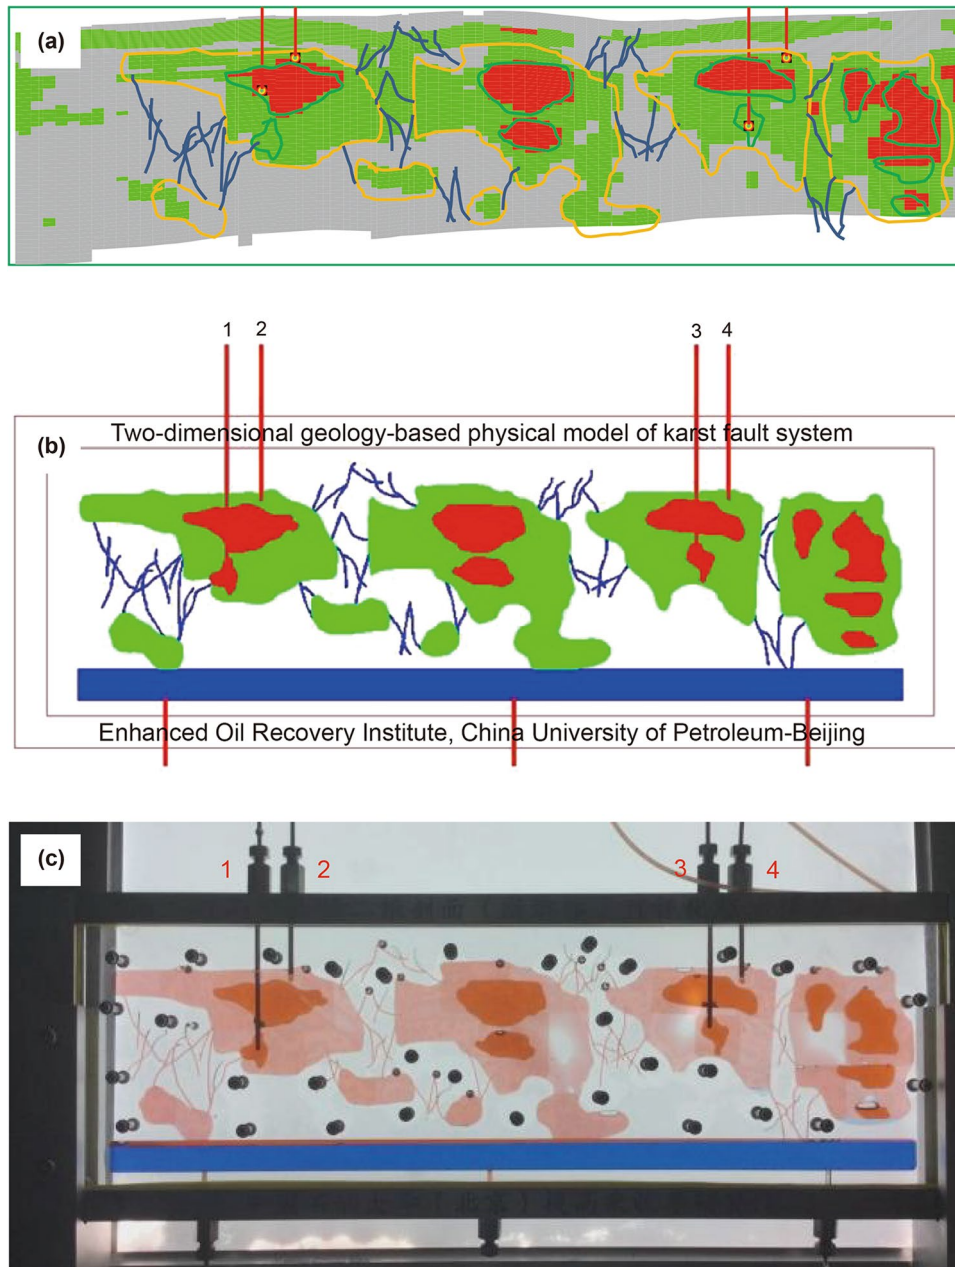 (a)
1 2 3 4
(b)
Two-dimensional geology-based physical model of karst fault system
Enhanced Oil Recovery Institute, China University of Petroleum-Beijing
(c)
1 2 3 4